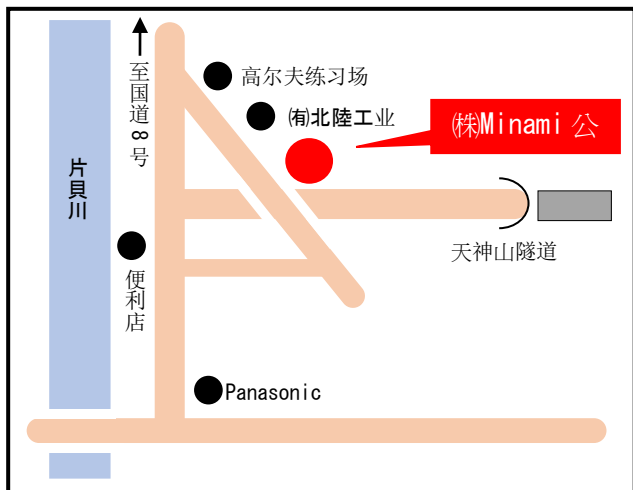 至国道8号
高尔夫练习场
㈲北陸工业
㈱Minami 公
片貝川
天神山隧道
便利店
Panasonic